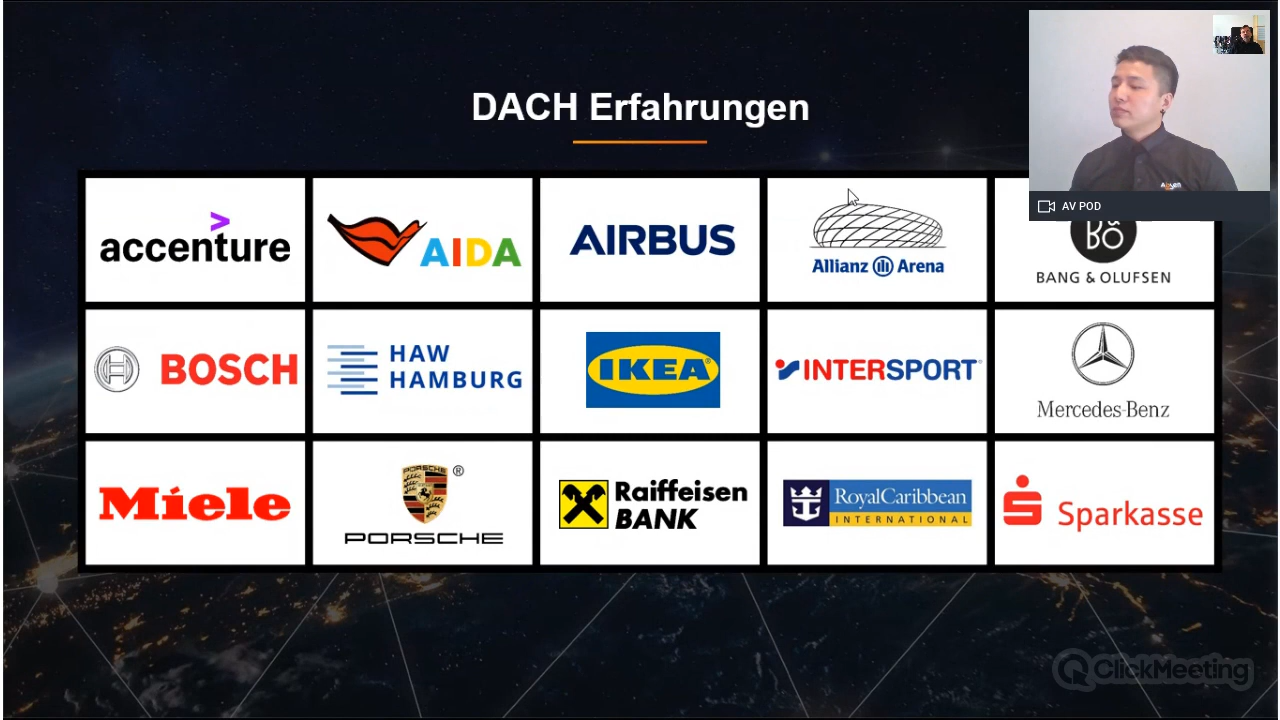 DACH Erfahrungen
AV POD
accenture
AIDA
AIRBUS
Allianz Arena
BANG & OLUFSEN
BOSCH
HAW
HAMBURG
IKEA
INTERSPORT
Mercedes-Benz
Miele
PORSCHE
PORSCHE
Raiffeisen
BANK
RoyalCaribbean
INTERNATIONAL
Sparkasse
ClickMeeting